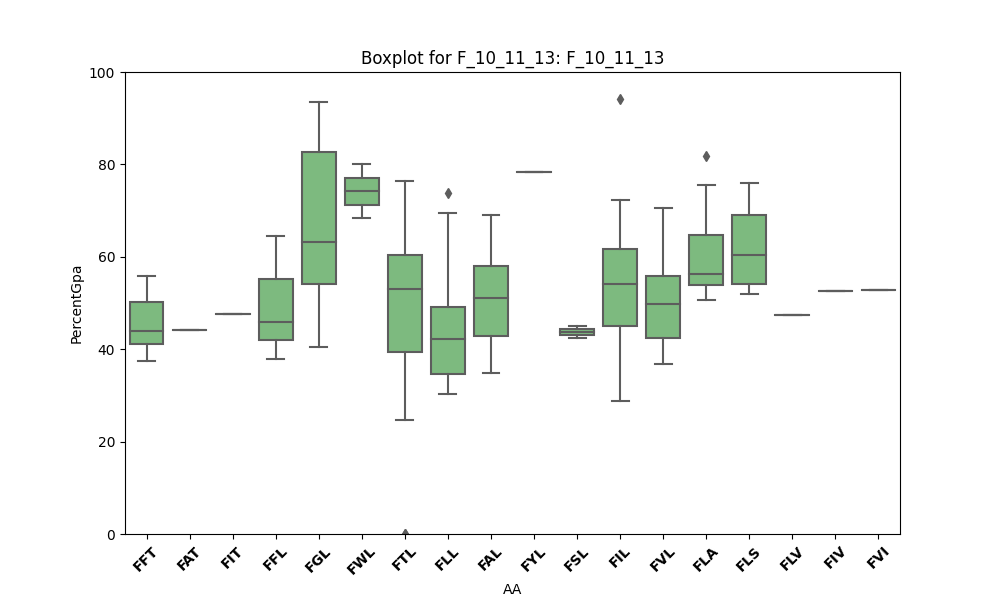 Boxplot for F_10_11_13: F_10_11_13
PercentGpa
100
80
60
40
20
0
FFT FAT FIT FFL FGL FWL FTL FLL FAL FYL FSL FIL FVL FLA FLS FLV FIV FVI
AA